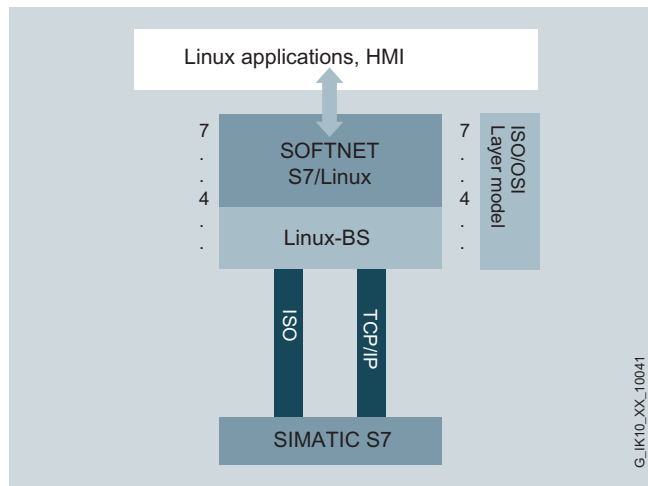 Linux applications, HMI
7
.
.
4
.
.
SOFTNET
S7/Linux
Linux-BS
7
.
.
4
.
.
ISO/OSI
Layer model
ISO
TCP/IP
SIMATIC S7
G_IK10_XX_10041